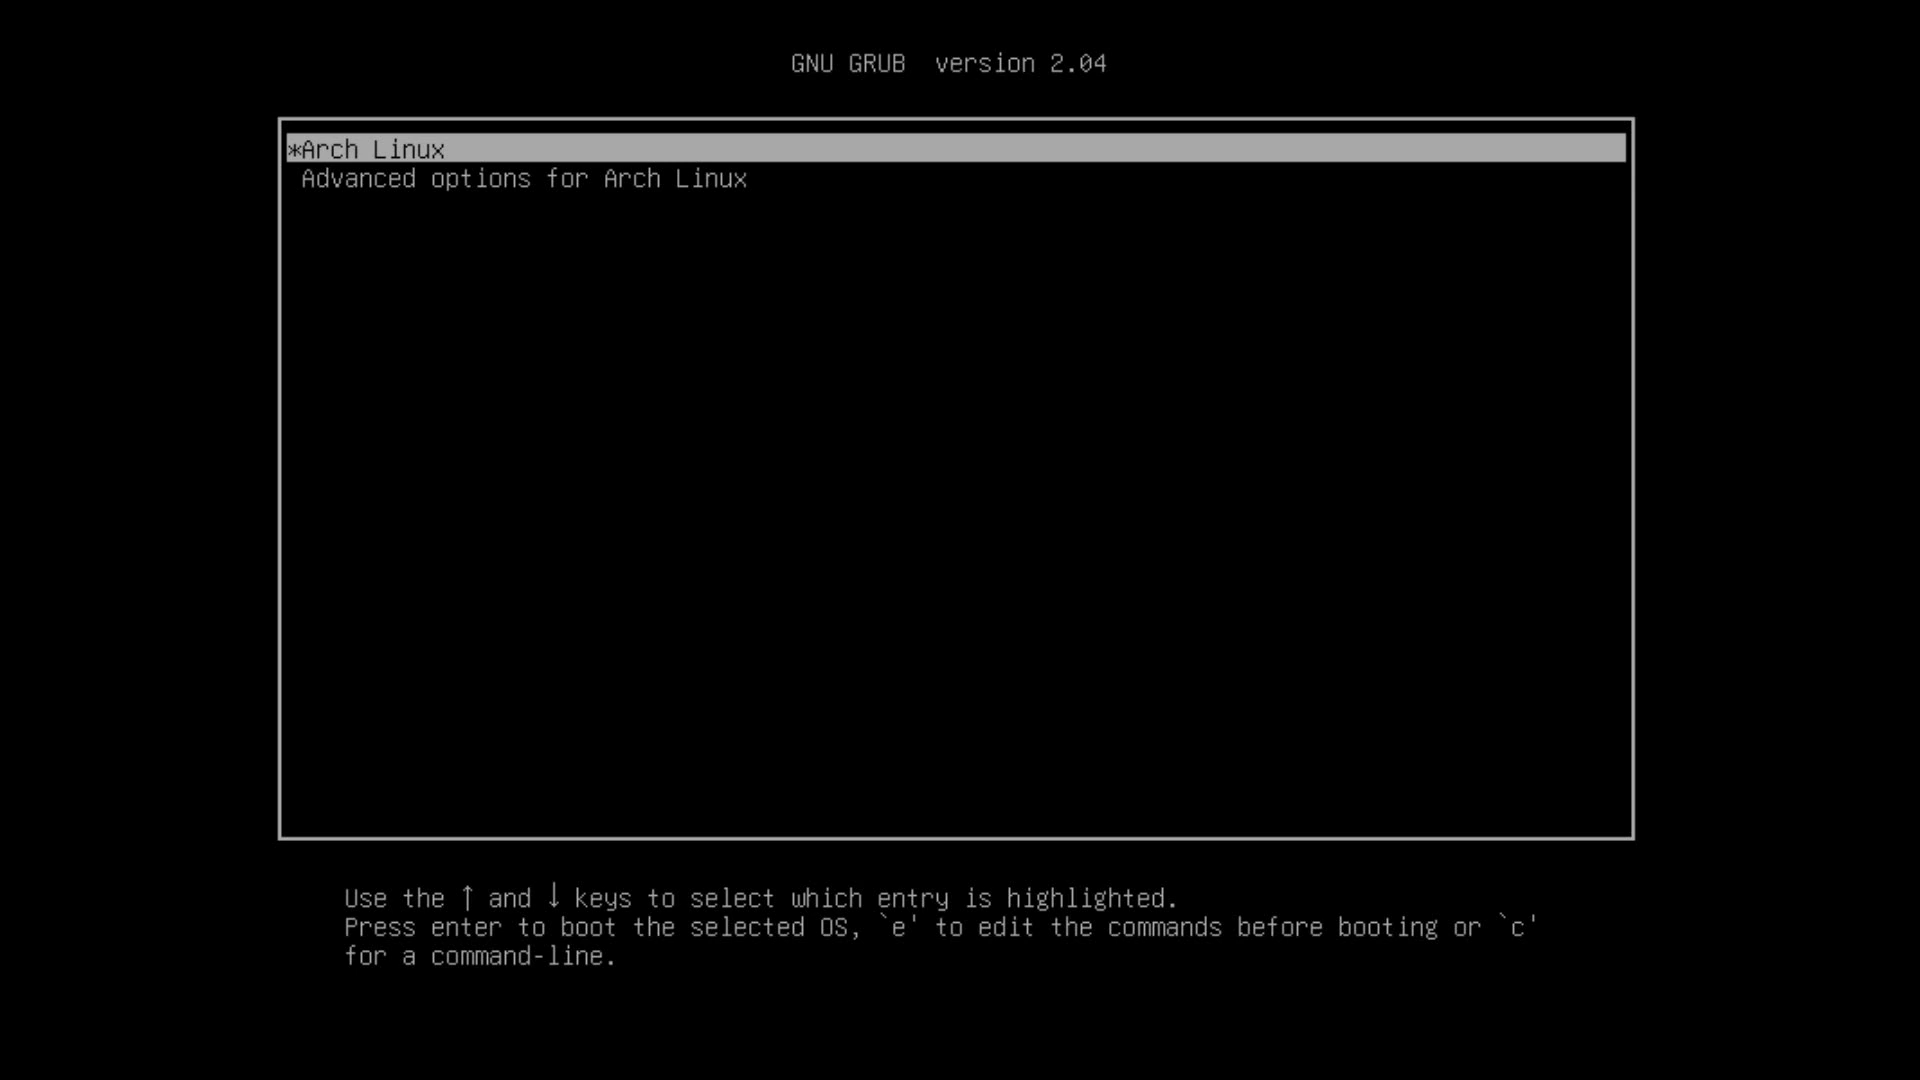 GNU GRUB  version 2.04
*Arch Linux
Advanced options for Arch Linux
Use the ↑ and ↓ keys to select which entry is highlighted.
Press enter to boot the selected OS, `e' to edit the commands before booting or `c'
for a command-line.